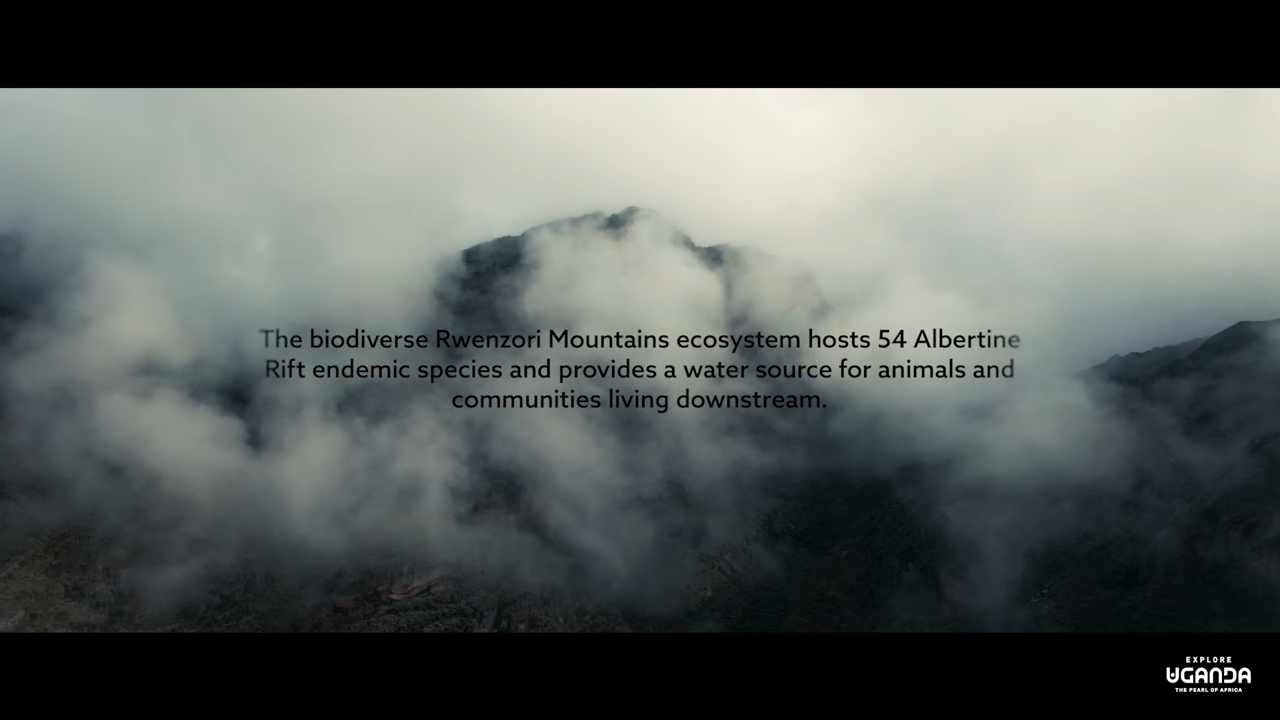 The biodiverse Rwenzori Mountains ecosystem hosts 54 Albertine
Rift endemic species and provides a water source for animals and
communities living downstream.
EXPLORE
UGANDA
THE PEARL OF AFRICA